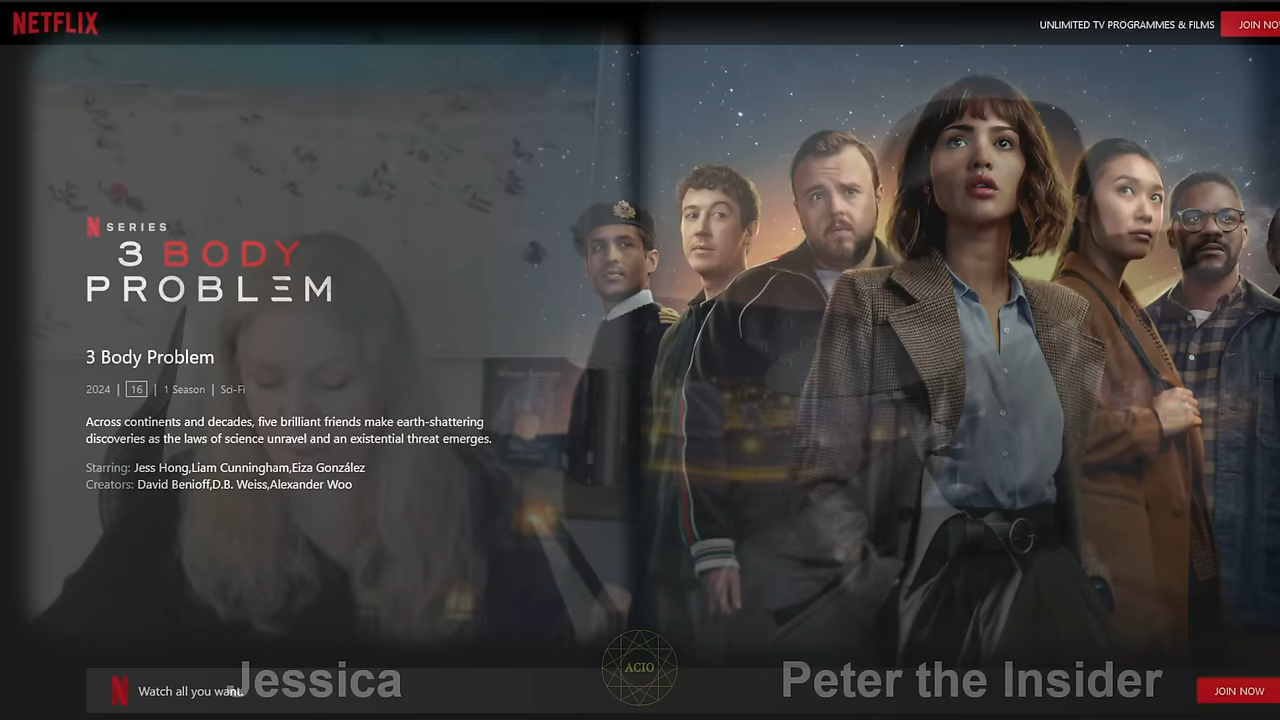 NETFLIX
UNLIMITED TV PROGRAMMES & FILMS
JOIN NO
N SERIES
3 BODY
PROBLEM
3 Body Problem
2024 | 16 | 1 Season | Sci-Fi
Across continents and decades, five brilliant friends make earth-shattering
discoveries as the laws of science unravel and an existential threat emerges.
Starring: Jess Hong,Liam Cunningham,Eiza González
Creators: David Benioff,D.B. Weiss,Alexander Woo
N Watch all you want.
Jessica
ACIO
Peter the Insider
JOIN NOW